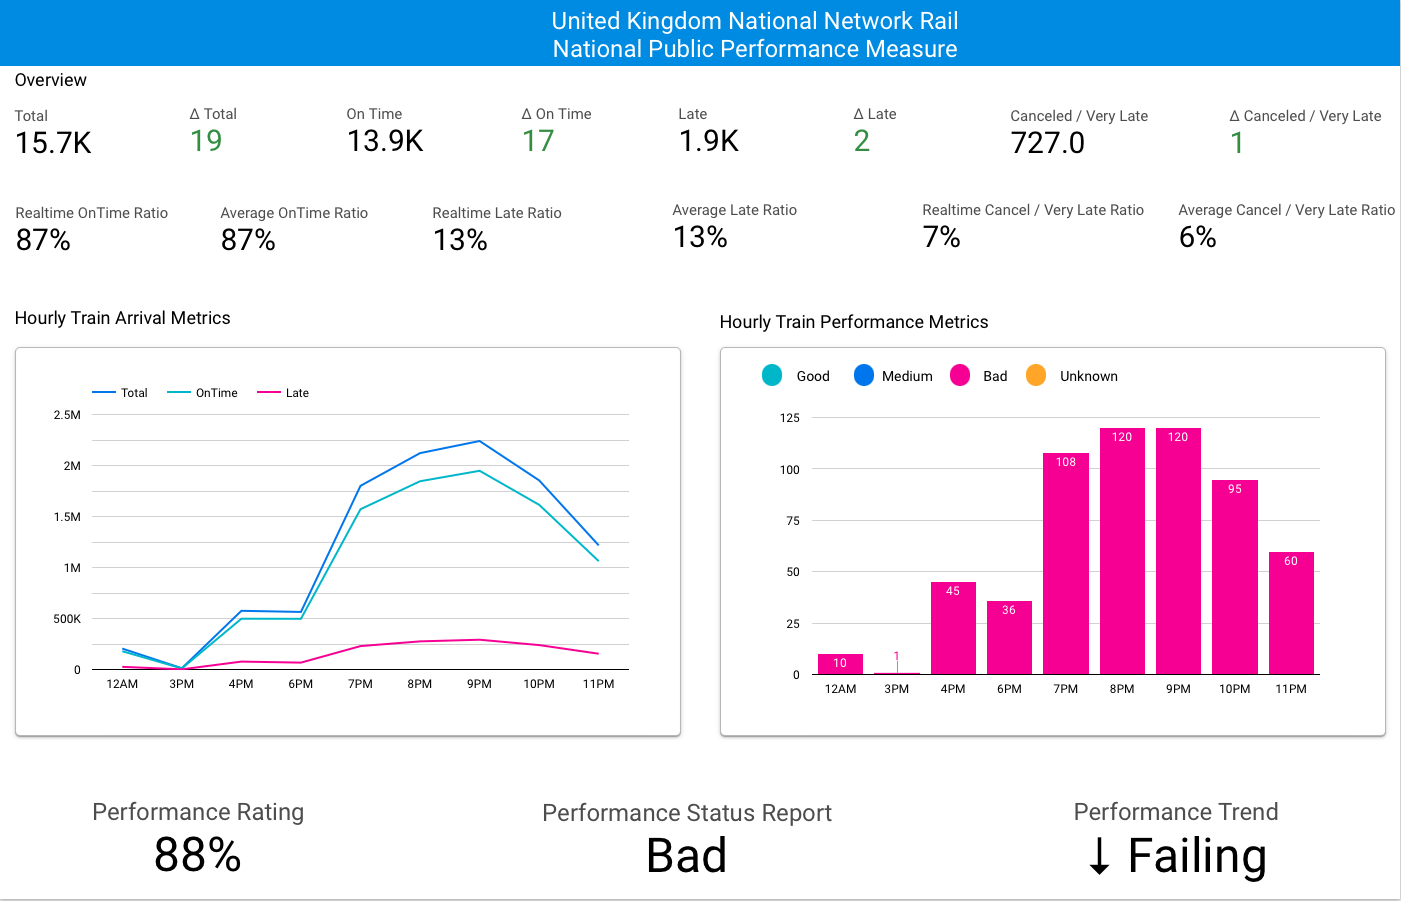 United Kingdom National Network Rail
National Public Performance Measure
Overview
Total
Δ Total
On Time
Δ On Time
Late
Δ Late
Canceled / Very Late
Δ Canceled / Very Late
15.7K
19
13.9K
17
1.9K
2
727.0
1
Realtime OnTime Ratio
Average OnTime Ratio
Realtime Late Ratio
Average Late Ratio
Realtime Cancel / Very Late Ratio
Average Cancel / Very Late Ratio
87%
87%
13%
13%
7%
6%
Hourly Train Arrival Metrics
Total OnTime Late
2.5M
2M
1.5M
1M
500K
0
12AM 3PM 4PM 6PM 7PM 8PM 9PM 10PM 11PM
Hourly Train Performance Metrics
Good Medium Bad Unknown
125
100
75
50
25
0
10 1 45 36 108 120 120 95 60
12AM 3PM 4PM 6PM 7PM 8PM 9PM 10PM 11PM
Performance Rating
88%
Performance Status Report
Bad
Performance Trend
↓ Failing